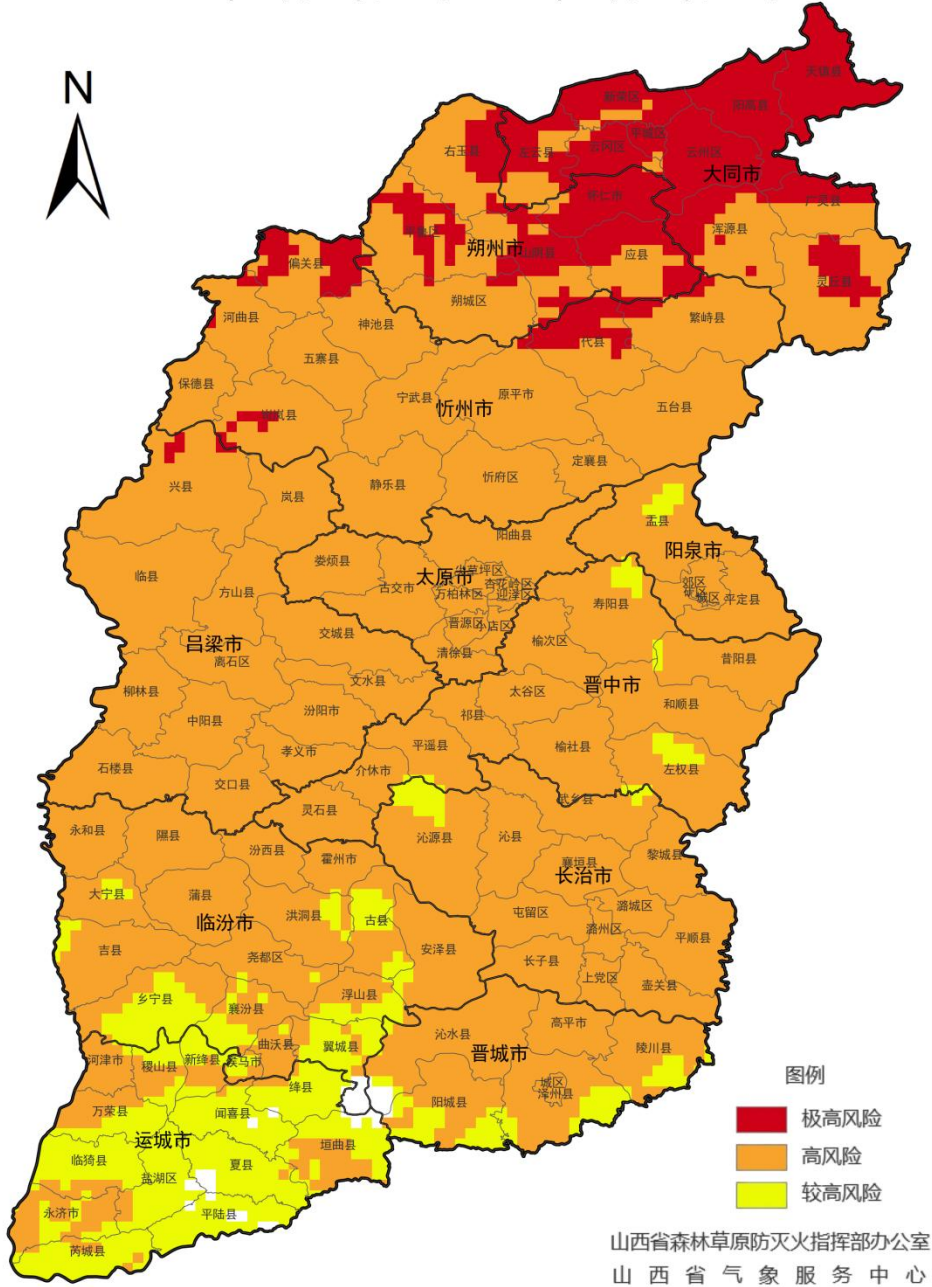 N
天镇县
新荣区
阳高县
平城区
左云县
云冈区
云州区
右玉县
大同市
怀仁市
广灵县
平鲁区
浑源县
朔州市
山阴县
应县
偏关县
灵丘县
朔城区
河曲县
神池县
繁峙县
代县
五寨县
保德县
宁武县
原平市
忻州市
五台县
岢岚县
定襄县
兴县
静乐县
忻府区
岚县
盂县
阳曲县
阳泉市
娄烦县
尖草坪区
太原市
临县
古交市
杏花岭区
郊区
方山县
万柏林区
迎泽区
矿区
城区
平定县
寿阳县
晋源区
小店区
交城县
吕梁市
榆次区
离石区
清徐县
昔阳县
文水县
晋中市
柳林县
太谷区
中阳县
汾阳市
和顺县
祁县
孝义市
平遥县
榆社县
石楼县
介休市
左权县
交口县
武乡县
灵石县
永和县
隰县
沁源县
沁县
汾西县
霍州市
襄垣县
黎城县
长治市
大宁县
蒲县
潞城区
洪洞县
古县
屯留区
临汾市
潞州区
平顺县
吉县
安泽县
尧都区
长子县
上党区
壶关县
乡宁县
浮山县
襄汾县
高平市
沁水县
曲沃县
翼城县
陵川县
河津市
新绛县
侯马市
晋城市
稷山县
图例
绛县
城区
泽州县
阳城县
万荣县
闻喜县
极高风险
运城市
垣曲县
临猗县
夏县
高风险
盐湖区
较高风险
永济市
平陆县
芮城县
山西省森林草原防灭火指挥部办公室
山西省气象服务中心